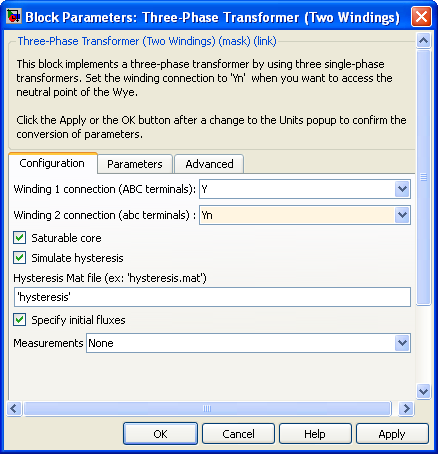 Block Parameters: Three-Phase Transformer (Two Windings)
Three-Phase Transformer (Two Windings) (mask) (link)
This block implements a three-phase transformer by using three single-phase
transformers. Set the winding connection to 'Yn' when you want to access the
neutral point of the Wye.
Click the Apply or the OK button after a change to the Units popup to confirm the
conversion of parameters.
Configuration Parameters Advanced
Winding 1 connection (ABC terminals): Y
Winding 2 connection (abc terminals) : Yn
Saturable core
Simulate hysteresis
Hysteresis Mat file (ex: 'hysteresis.mat')
'hysteresis'
Specify initial fluxes
Measurements None
OK Cancel Help Apply